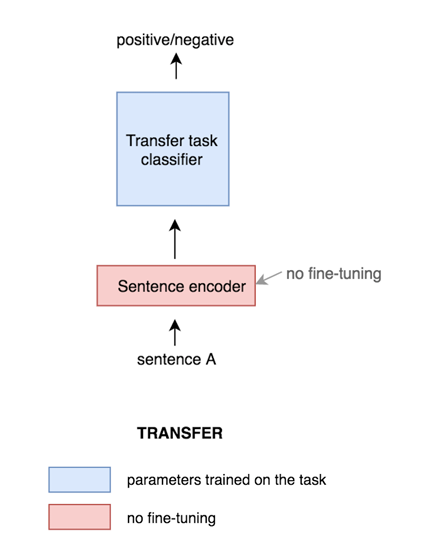 positive/negative
Transfer task
classifier
Sentence encoder
no fine-tuning
sentence A
TRANSFER
parameters trained on the task
no fine-tuning